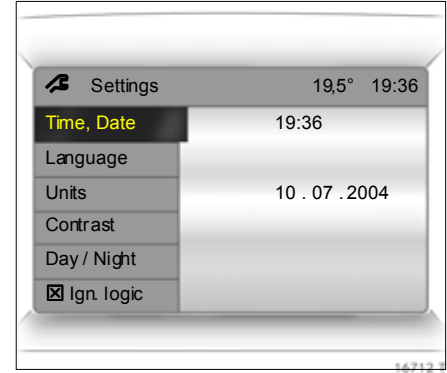 Settings 19,5° 19:36
Time, Date 19:36
Language
Units 10 . 07 . 2004
Contrast
Day / Night
☒ Ign. logic
16712 T